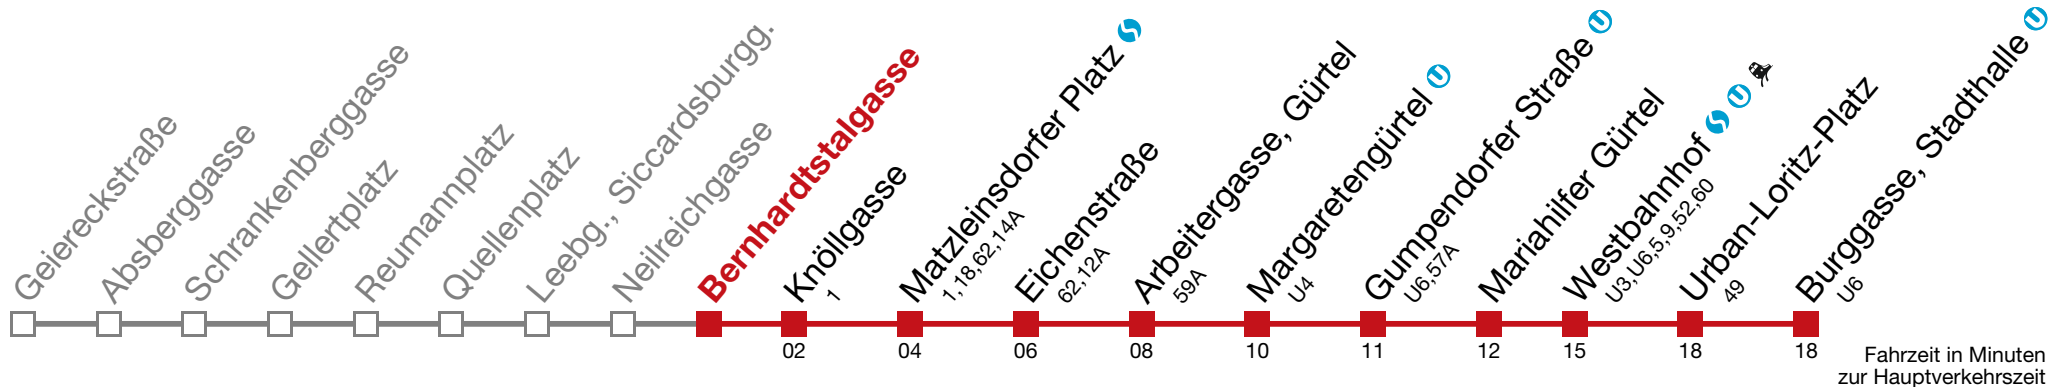 Geiereckstraße
Absberggasse
Schrankenberggasse
Gellertplatz
Reumannplatz
Quellenplatz
Leebg., Siccardsburgg.
Neilreichgasse
Bernhardtstalgasse
Knöllgasse
1
02
Matzleinsdorfer Platz
1,18,62,14A
04
Eichenstraße
62,12A
06
Arbeitergasse, Gürtel
59A
08
Margaretengürtel U
U4
10
Gumpendorfer Straße U
U6,57A
11
Mariahilfer Gürtel
12
Westbahnhof U
U3,U6,5,9,52,60
15
Urban-Loritz-Platz
49
18
Burggasse, Stadthalle U
U6
18
Fahrzeit in Minuten
zur Hauptverkehrszeit